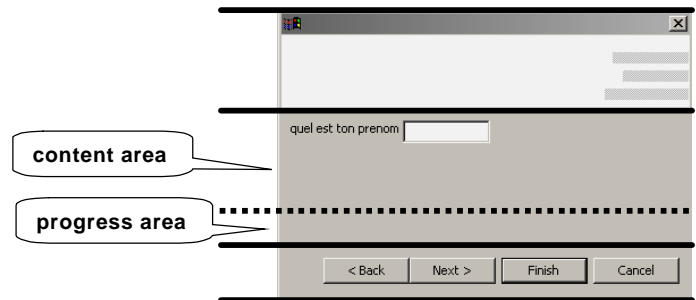 quel est ton prenom
content area
progress area
< Back Next > Finish Cancel